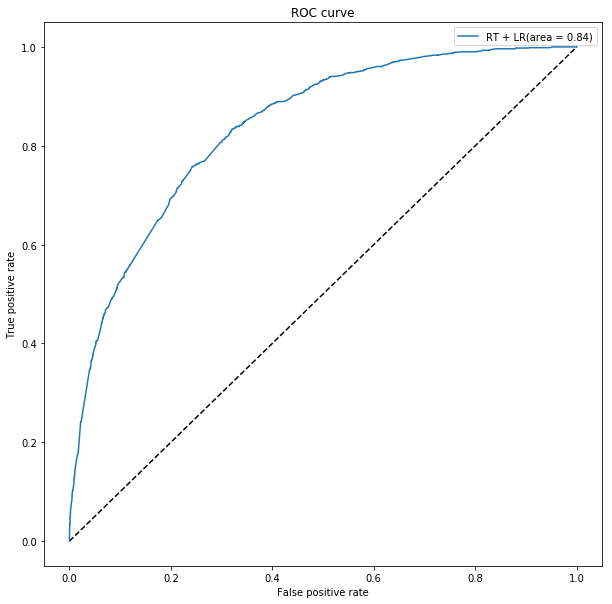 ROC curve
RT + LR(area = 0.84)
True positive rate
1.0
0.8
0.6
0.4
0.2
0.0
0.0 0.2 0.4 0.6 0.8 1.0
False positive rate